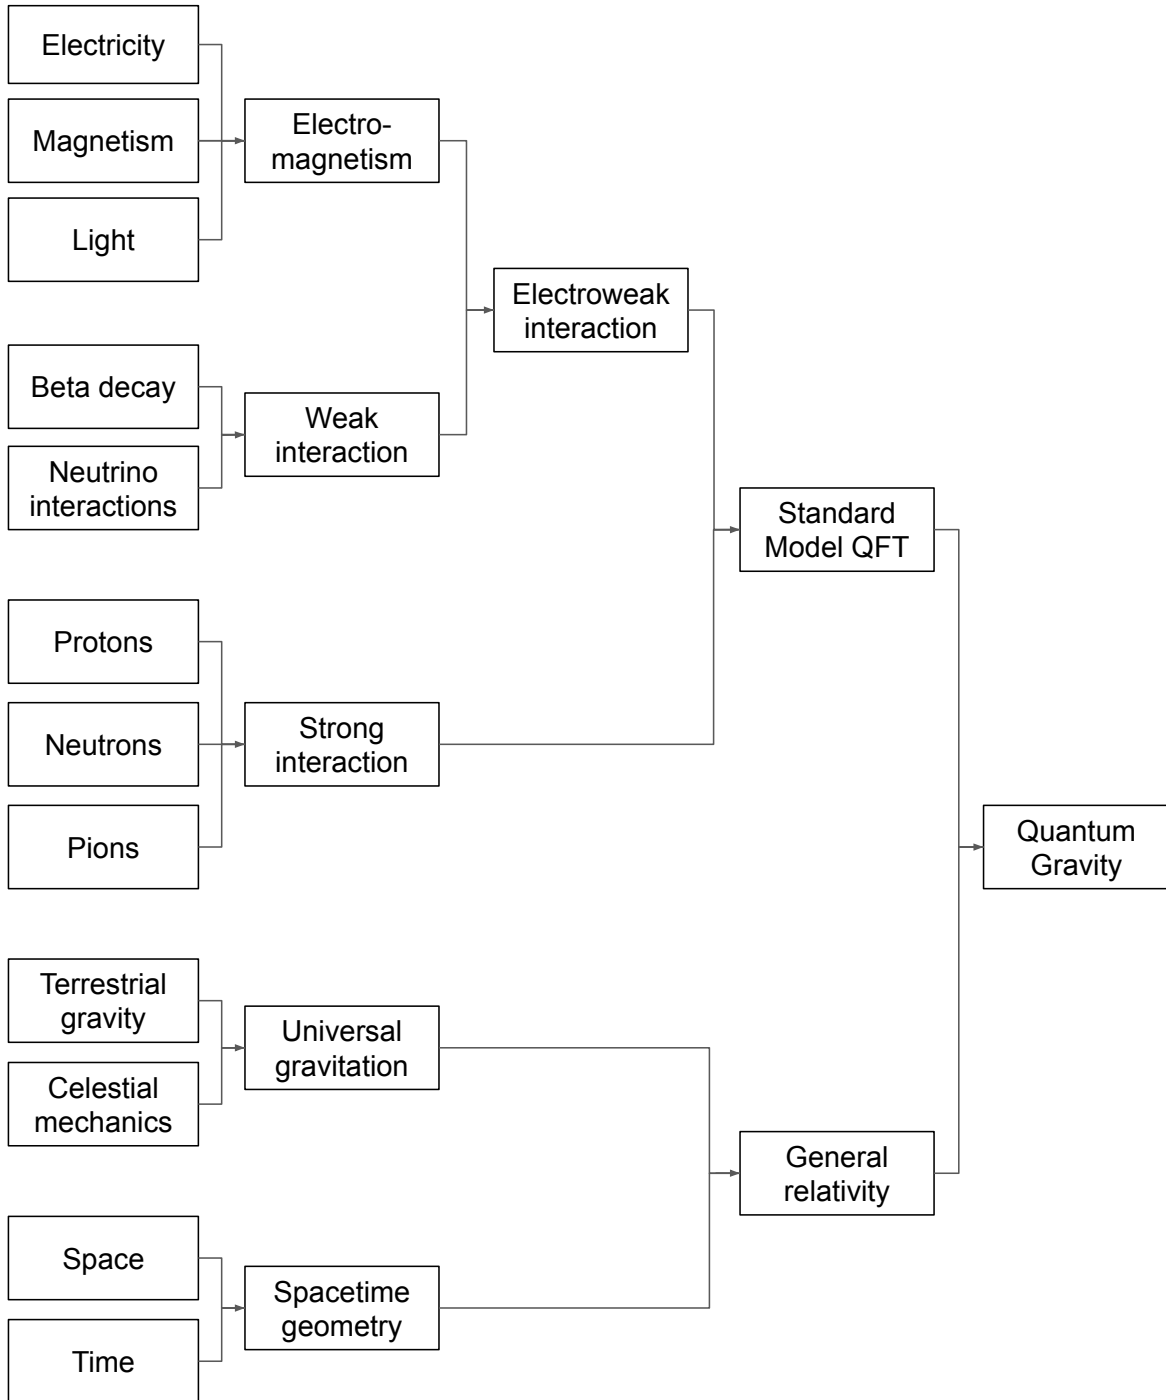 Electricity
Magnetism
Light
Electro-
magnetism
Beta decay
Neutrino
interactions
Weak
interaction
Electroweak
interaction
Protons
Neutrons
Pions
Strong
interaction
Standard
Model QFT
Terrestrial
gravity
Celestial
mechanics
Universal
gravitation
Space
Time
Spacetime
geometry
General
relativity
Quantum
Gravity